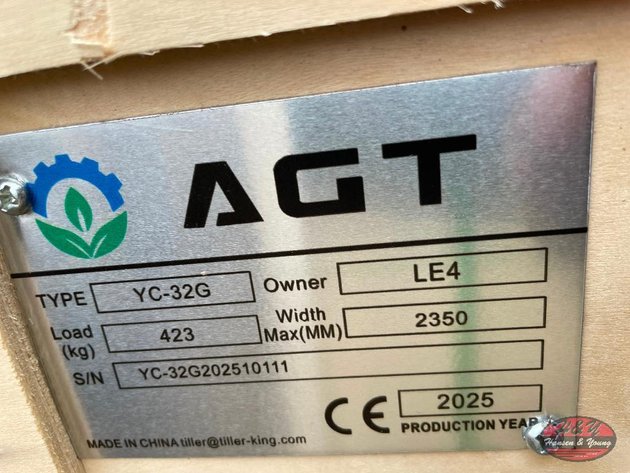 AGT
TYPE YC-32G Owner LE4
Load (kg) 423 Width Max(MM) 2350
S/N YC-32G202510111
CE 2025
MADE IN CHINA tiller@tiller-king.com PRODUCTION YEAR
H&Y
Hansen & Young